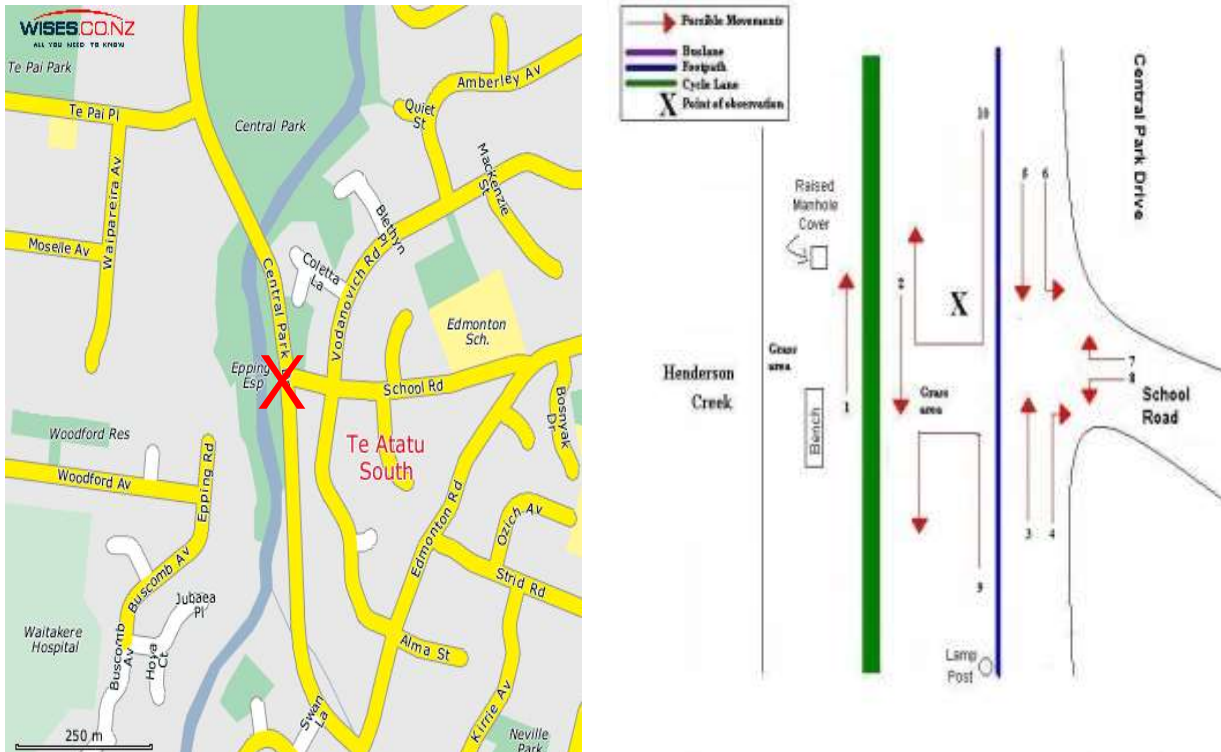 WISES.CO.NZ
ALL YOU NEED TO KNOW
Te Pai Park
Te Pai Pl
Waipareira Av
Moselle Av
Central Park
Amberley Av
Quiet St
Mackenzie St
Blethyn Pl
Coletta La
Vodanovich Rd
Central Park
Edmonton Sch.
Epping Esp
X
School Rd
Bosnyak Dr
Te Atatu South
Woodford Res
Woodford Av
Epping Rd
Edmonton Rd
Ozich Av
Strid Rd
Buscomb Av
Jubaea Pl
Waitakere Hospital
Buscomb Av
Hoya Ct
Alma St
Swan La
Kirrie Av
Neville Park
250 m
Possible Movements
Buslane
Footpath
Cycle Lane
X Point of observation
Central Park Drive
10
5
6
Raised
Manhole
Cover
2
X
Grass
area
7
8
Henderson
Creek
Bench
1
Grass
area
School
Road
3
4
9
Lamp
Post